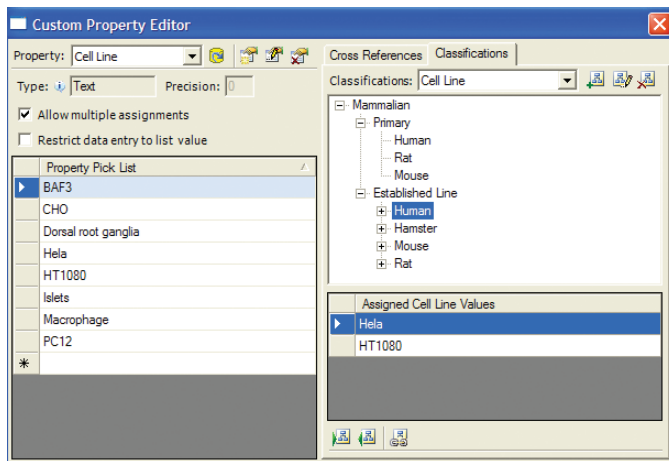 Custom Property Editor
Property: Cell Line
Type: Text Precision: 0
Allow multiple assignments
Restrict data entry to list value
Property Pick List
BAF3
CHO
Dorsal root ganglia
Hela
HT1080
Islets
Macrophage
PC12
Cross References Classifications
Classifications: Cell Line
Mammalian
Primary
Human
Rat
Mouse
Established Line
Human
Hamster
Mouse
Rat
Assigned Cell Line Values
Hela
HT1080